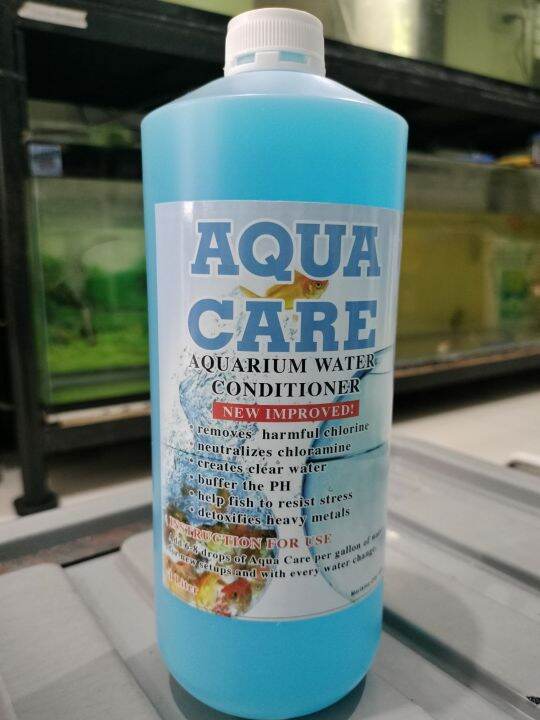 AQUA
CARE
AQUARIUM WATER
CONDITIONER
NEW IMPROVED!
· removes harmful chlorine
neutralizes chloramine
· creates clear water
· buffer the PH
· help fish to resist stress
· detoxifies heavy metals
INSTRUCTION FOR USE
drops of Aqua Care per gallon of
new setups and with every water change.